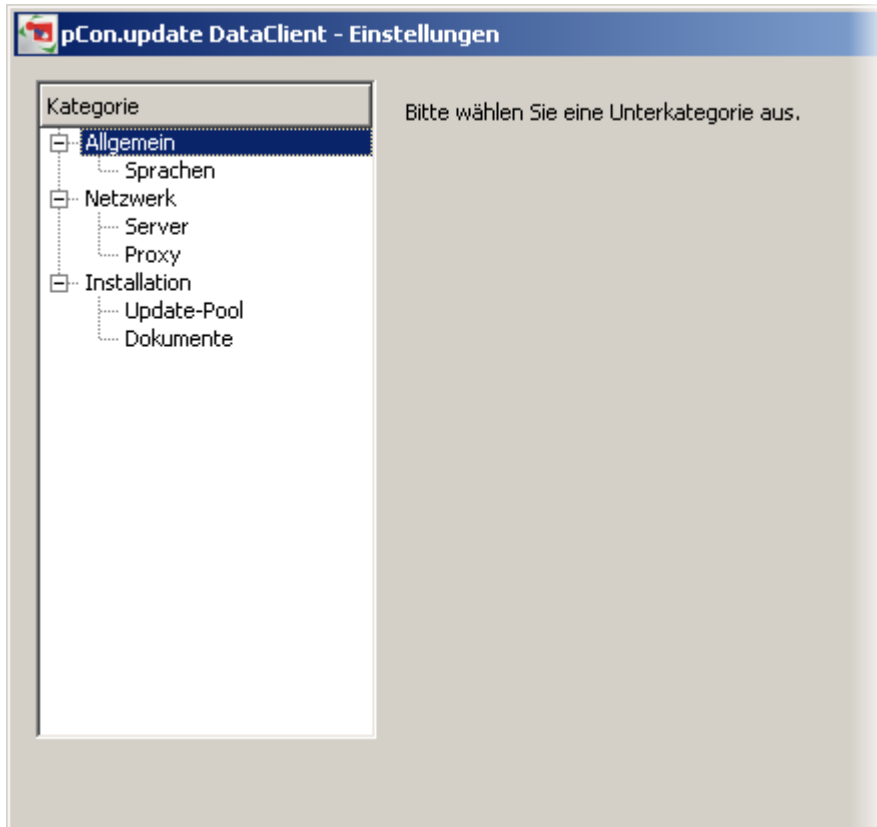 pCon.update DataClient - Einstellungen
Kategorie
Allgemein
Sprachen
Netzwerk
Server
Proxy
Installation
Update-Pool
Dokumente
Bitte wählen Sie eine Unterkategorie aus.